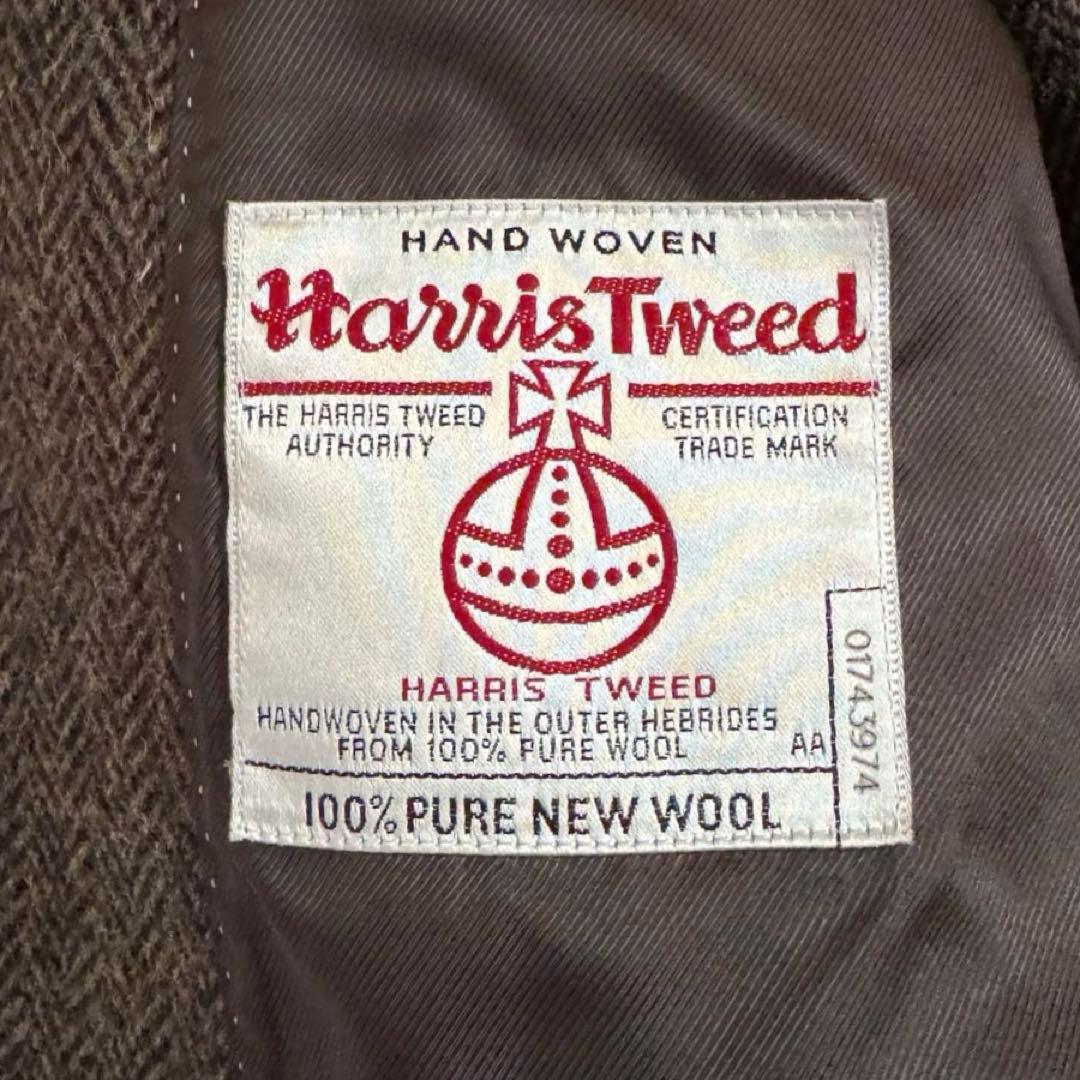 HAND WOVEN
Harris Tweed
THE HARRIS TWEED
AUTHORITY
CERTIFICATION
TRADE MARK
HARRIS TWEED
HANDWOVEN IN THE OUTER HEBRIDES
FROM 100% PURE WOOL
AA
01743974
100% PURE NEW WOOL